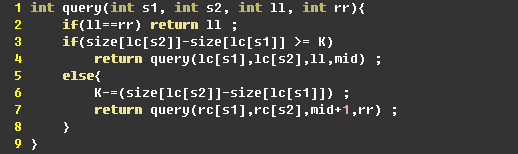 1 int query(int s1, int s2, int ll, int rr){
2     if(ll==rr) return ll ;
3     if(size[lc[s2]]-size[lc[s1]] >= K)
4         return query(lc[s1],lc[s2],ll,mid) ;
5     else{
6         K-=(size[lc[s2]]-size[lc[s1]]) ;
7         return query(rc[s1],rc[s2],mid+1,rr) ;
8     }
9 }